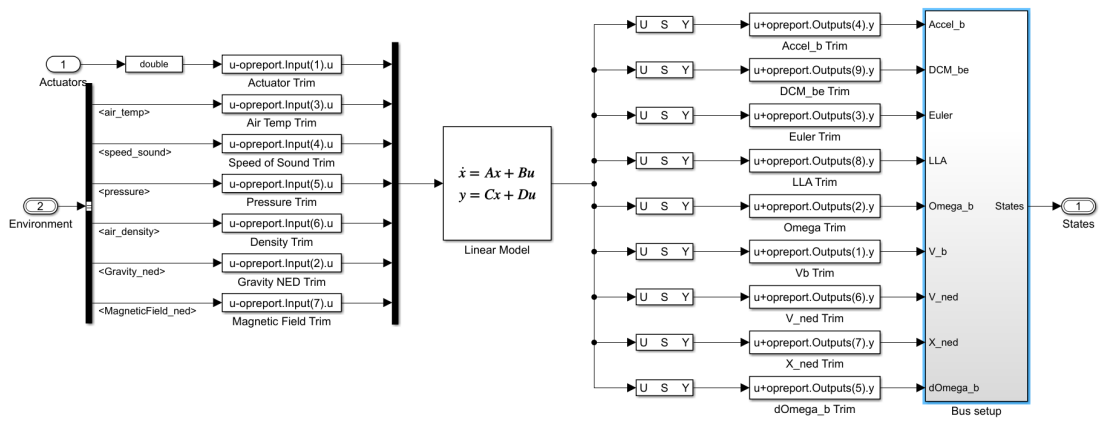 1
Actuators
double
u-opreport.Input(1).u
Actuator Trim
<air_temp>
u-opreport.Input(3).u
Air Temp Trim
<speed_sound>
u-opreport.Input(4).u
Speed of Sound Trim
<pressure>
u-opreport.Input(5).u
Pressure Trim
2
Environment
<air_density>
u-opreport.Input(6).u
Density Trim
<Gravity_ned>
u-opreport.Input(2).u
Gravity NED Trim
<MagneticField_ned>
u-opreport.Input(7).u
Magnetic Field Trim
ẋ = Ax + Bu
y = Cx + Du
Linear Model
U S Y
u+opreport.Outputs(4).y
Accel_b Trim
Accel_b
U S Y
u+opreport.Outputs(9).y
DCM_be Trim
DCM_be
U S Y
u+opreport.Outputs(3).y
Euler Trim
Euler
U S Y
u+opreport.Outputs(8).y
LLA Trim
LLA
U S Y
u+opreport.Outputs(2).y
Omega Trim
Omega_b
U S Y
u+opreport.Outputs(1).y
Vb Trim
V_b
U S Y
u+opreport.Outputs(6).y
V_ned Trim
V_ned
U S Y
u+opreport.Outputs(7).y
X_ned Trim
X_ned
U S Y
u+opreport.Outputs(5).y
dOmega_b Trim
dOmega_b
States
Bus setup
1
States